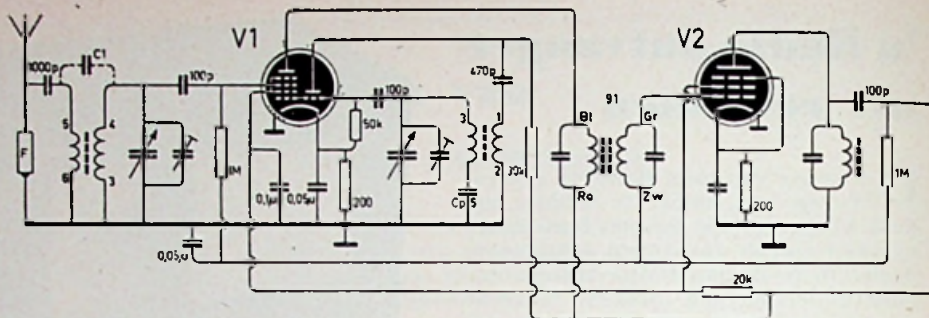 V1
V2
C1
1000p
100p
470p
100p
100p
5
4
3
1
91
Bl
Gr
F
50k
6
3
1M
0,1μ
0,05μ
200
Cp
5
2
30k
Ro
Zw
200
1M
0,05μ
20k